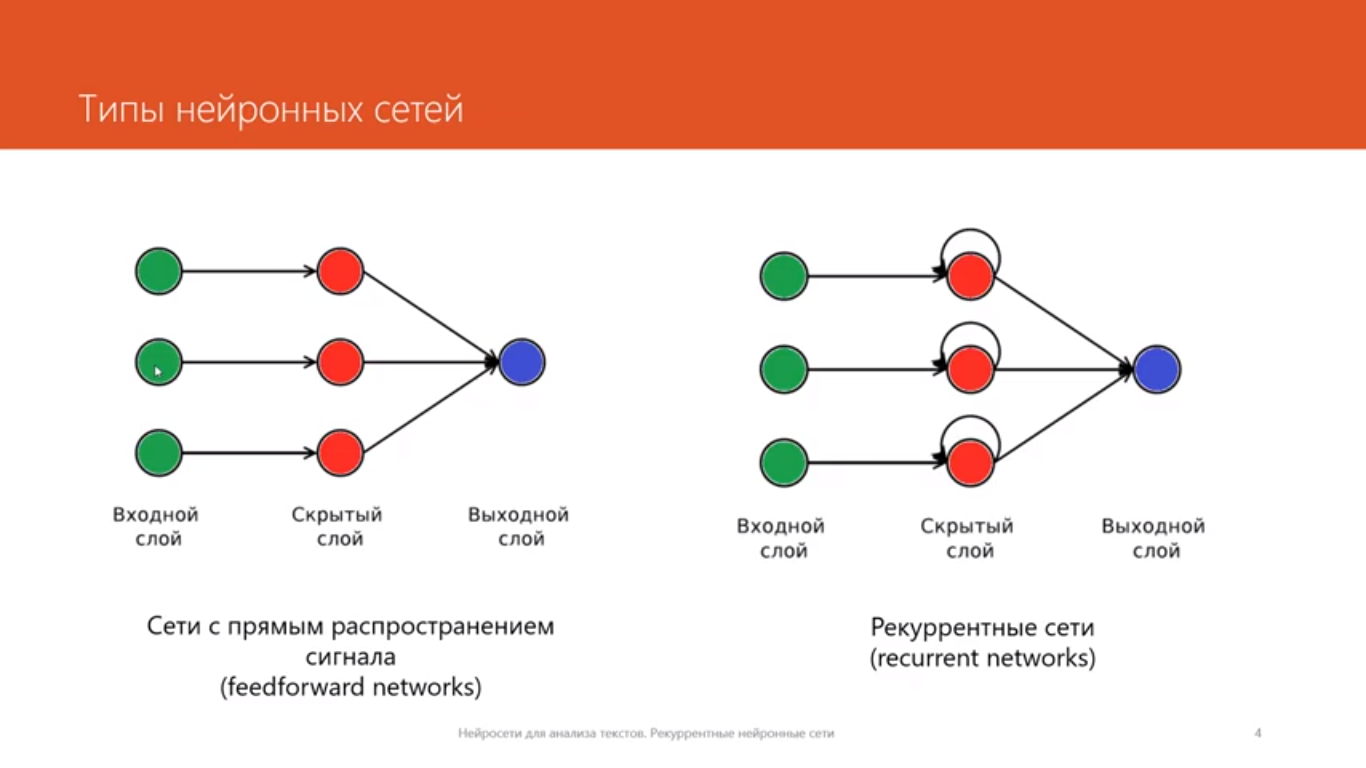 Типы нейронных сетей
Входной
слой
Скрытый
слой
Выходной
слой
Сети с прямым распространением
сигнала
(feedforward networks)
Входной
слой
Скрытый
слой
Выходной
слой
Рекуррентные сети
(recurrent networks)
Нейросети для анализа текстов. Рекуррентные нейронные сети
4